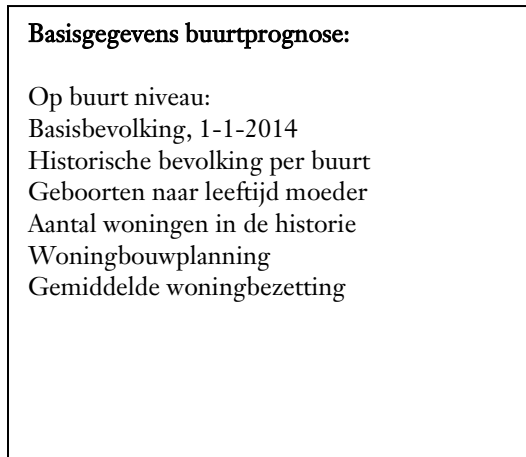 Basisgegevens buurtprognose:
Op buurt niveau:
Basisbevolking, 1-1-2014
Historische bevolking per buurt
Geboorten naar leeftijd moeder
Aantal woningen in de historie
Woningbouwplanning
Gemiddelde woningbezetting